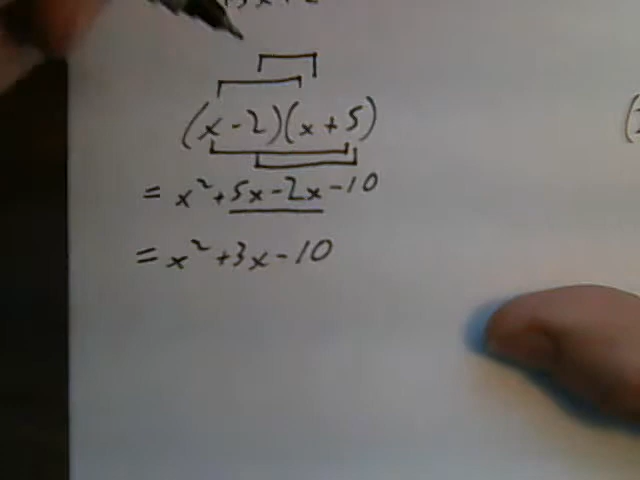 (x-2)(x+5)
= x²+5x-2x-10
= x²+3x-10